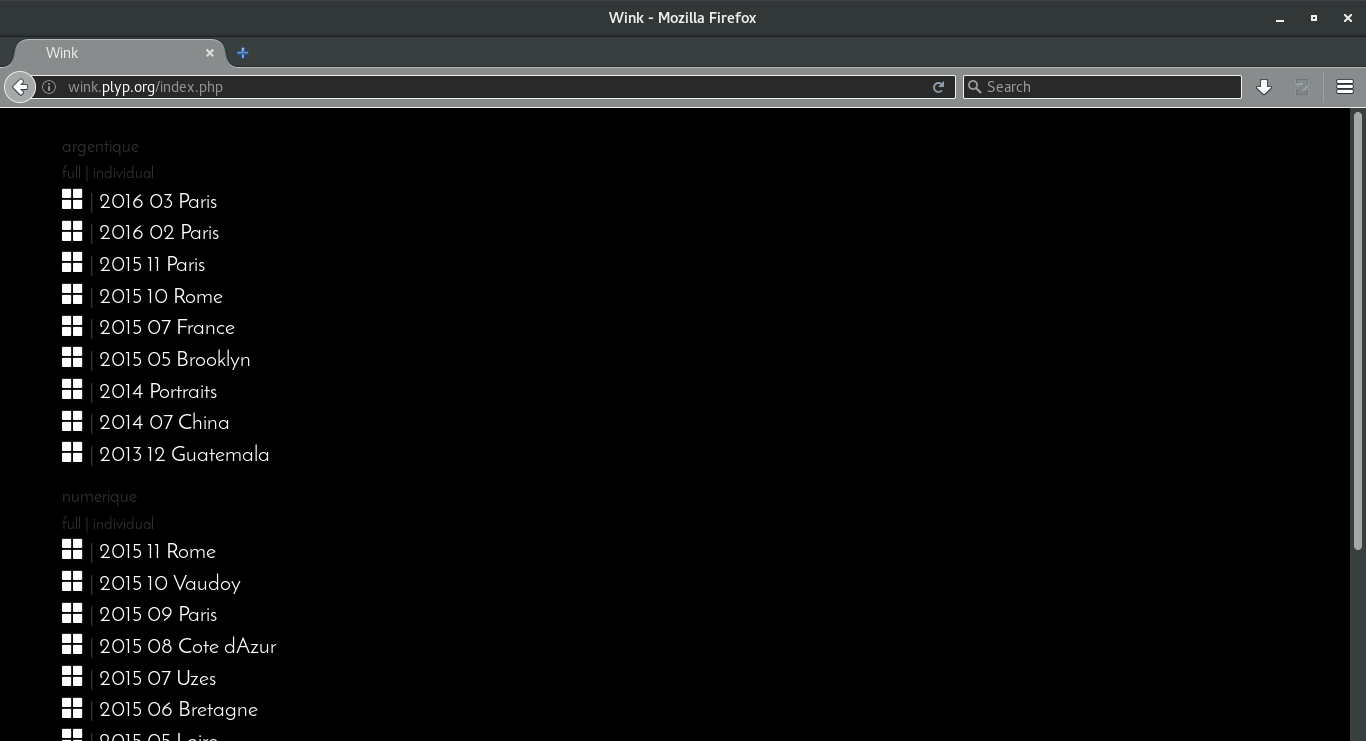 Wink - Mozilla Firefox
Wink
wink.plyp.org/index.php
Search
argentique
full | individual
| 2016 03 Paris
| 2016 02 Paris
| 2015 11 Paris
| 2015 10 Rome
| 2015 07 France
| 2015 05 Brooklyn
| 2014 Portraits
| 2014 07 China
| 2013 12 Guatemala
numerique
full | individual
| 2015 11 Rome
| 2015 10 Vaudoy
| 2015 09 Paris
| 2015 08 Cote dAzur
| 2015 07 Uzes
| 2015 06 Bretagne
| 2015 05 Loire